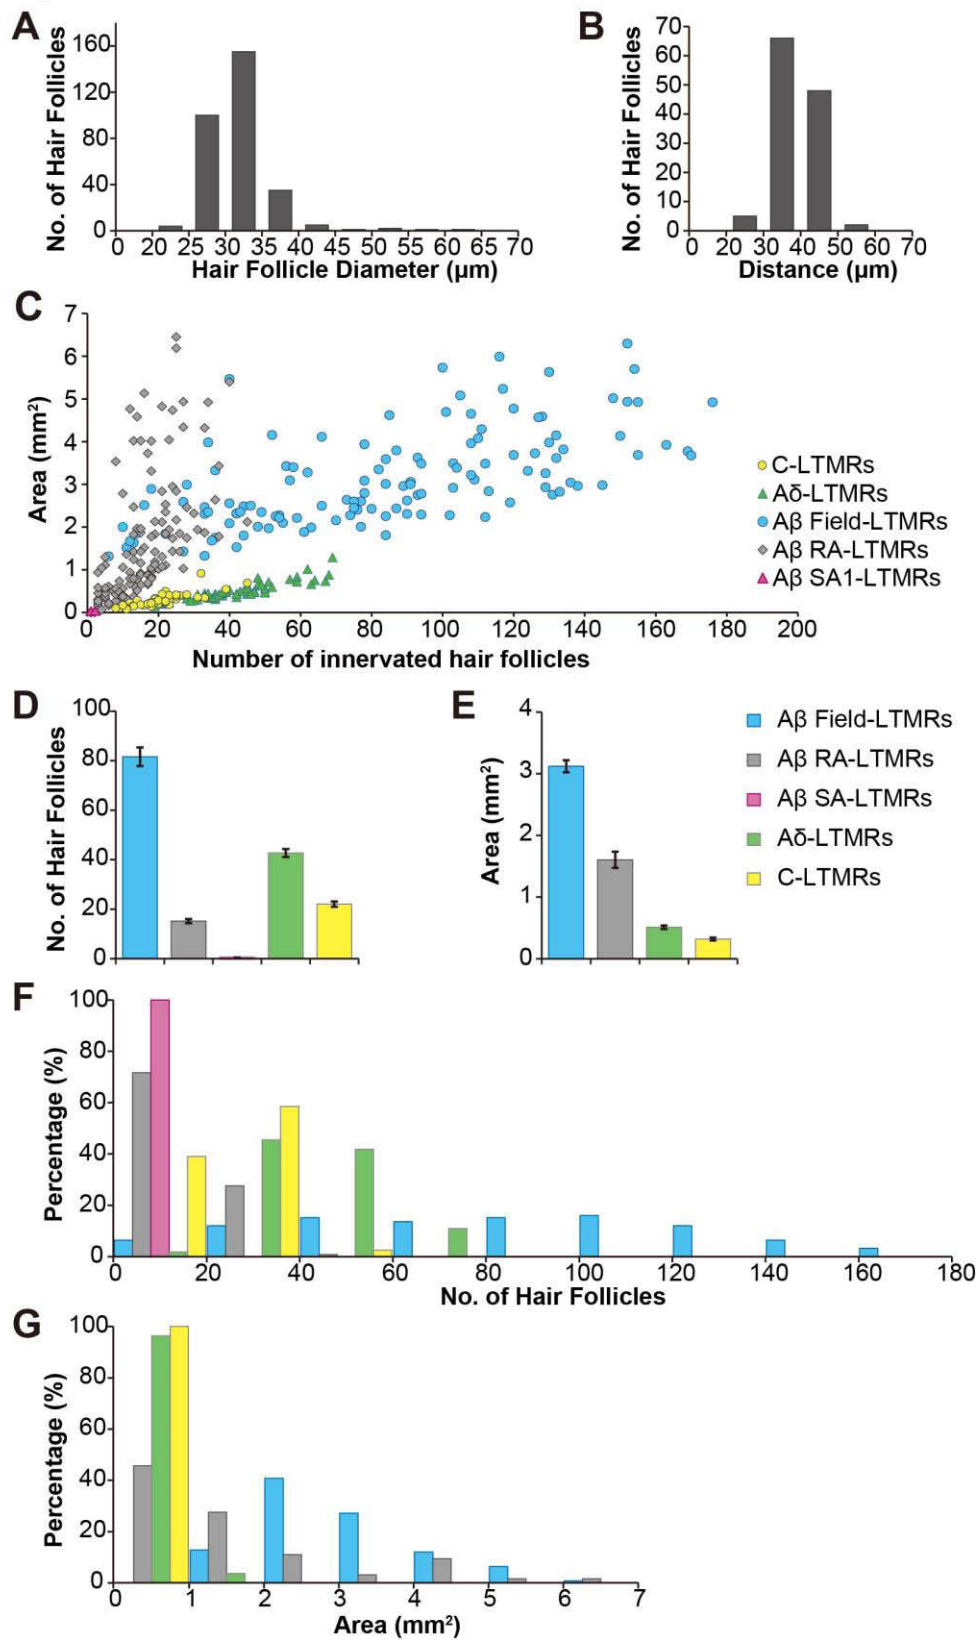 A
No. of Hair Follicles
160
120
80
40
0
0 20 25 30 35 40 45 50 55 60 65 70
Hair Follicle Diameter (µm)
B
No. of Hair Follicles
70
60
50
40
30
20
10
0
0 20 30 40 50 60 70
Distance (µm)
C
Area (mm²)
7
6
5
4
3
2
1
0
0 20 40 60 80 100 120 140 160 180 200
Number of innervated hair follicles
C-LTMRs
Aδ-LTMRs
Aβ Field-LTMRs
Aβ RA-LTMRs
Aβ SA1-LTMRs
D
No. of Hair Follicles
100
80
60
40
20
0
E
Area (mm²)
4
3
2
1
0
Aβ Field-LTMRs
Aβ RA-LTMRs
Aβ SA-LTMRs
Aδ-LTMRs
C-LTMRs
F
Percentage (%)
100
80
60
40
20
0
0 20 40 60 80 100 120 140 160 180
No. of Hair Follicles
G
Percentage (%)
100
80
60
40
20
0
0 1 2 3 4 5 6 7
Area (mm²)